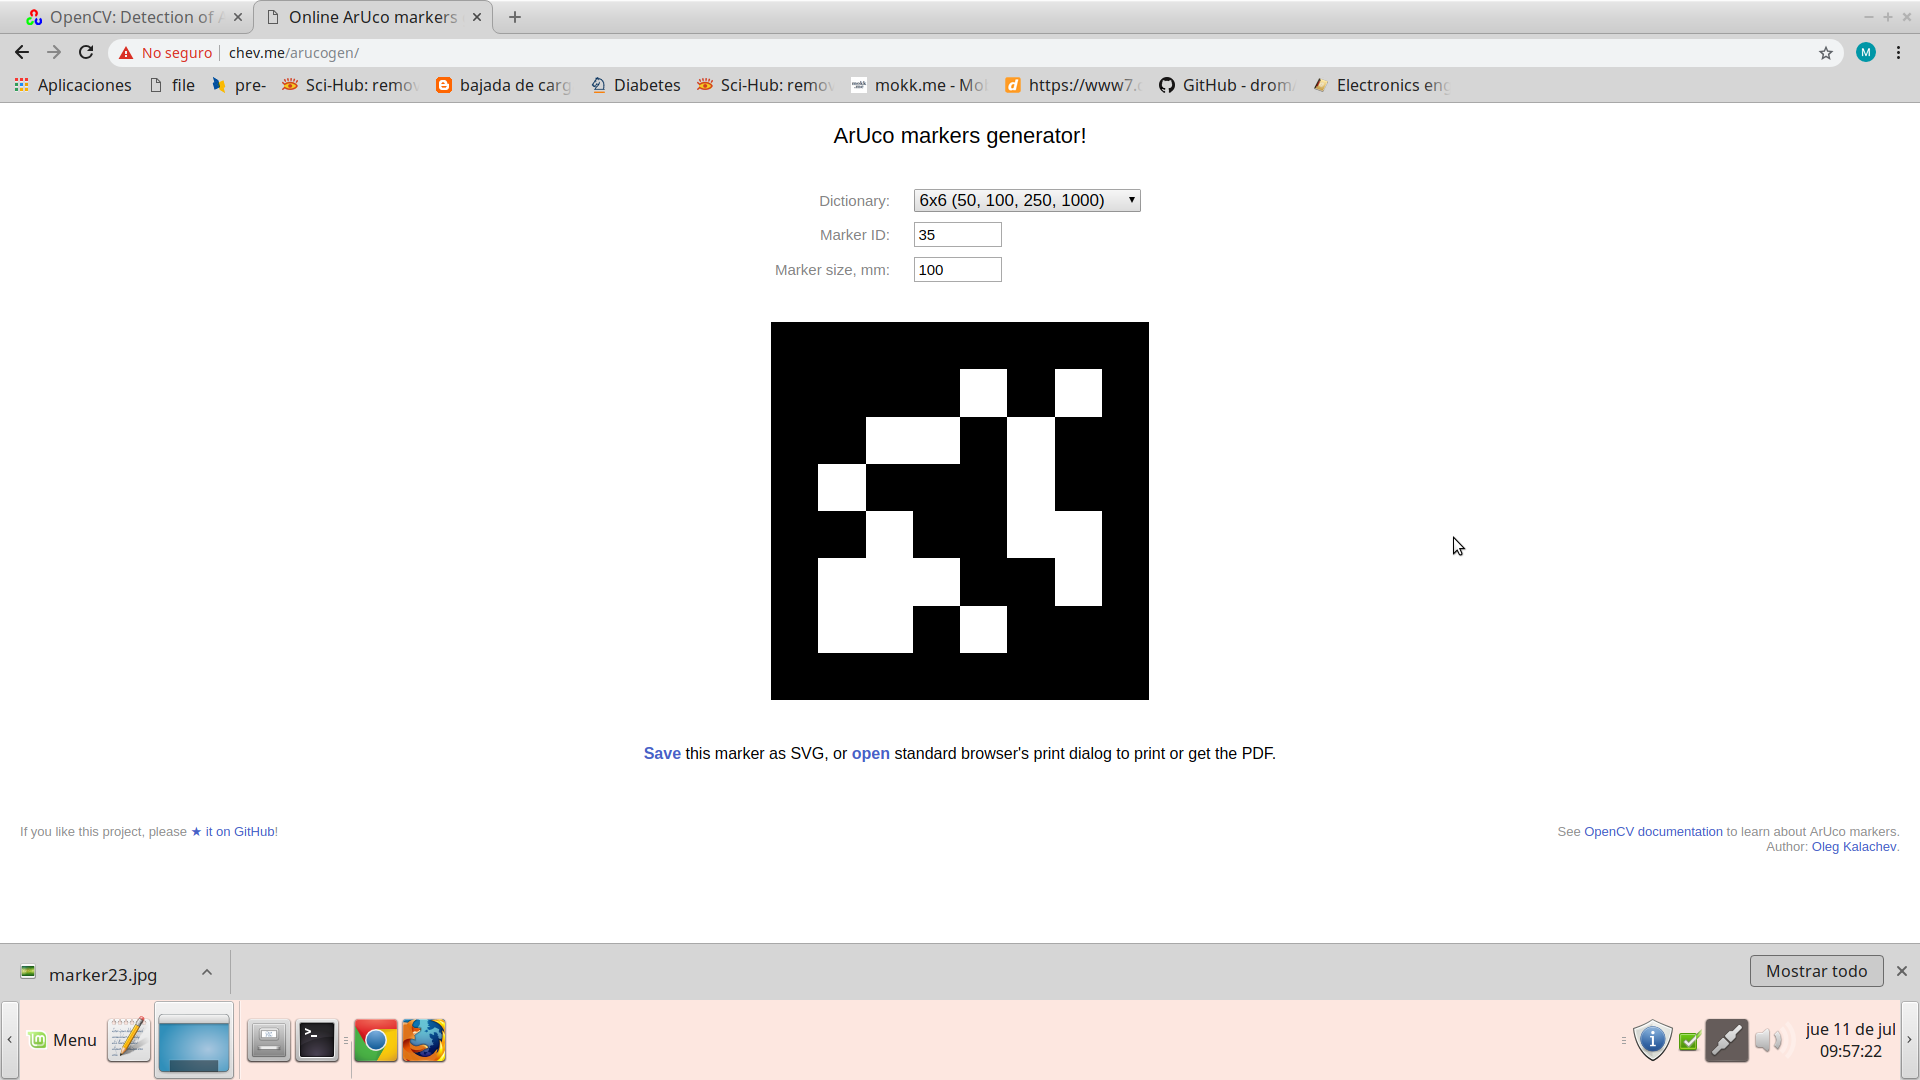 OpenCV: Detection of
Online ArUco markers
No seguro
chev.me/arucogen/
M
Aplicaciones
file
pre-
Sci-Hub: remov
bajada de carg
Diabetes
Sci-Hub: remov
mokk.me - Mok
https://www7.
GitHub - drom
Electronics eng
ArUco markers generator!
Dictionary: 6x6 (50, 100, 250, 1000)
Marker ID: 35
Marker size, mm: 100
Save this marker as SVG, or open standard browser's print dialog to print or get the PDF.
If you like this project, please ★ it on GitHub!
See OpenCV documentation to learn about ArUco markers.
Author: Oleg Kalachev.
marker23.jpg
Mostrar todo
Menu
jue 11 de jul
09:57:22